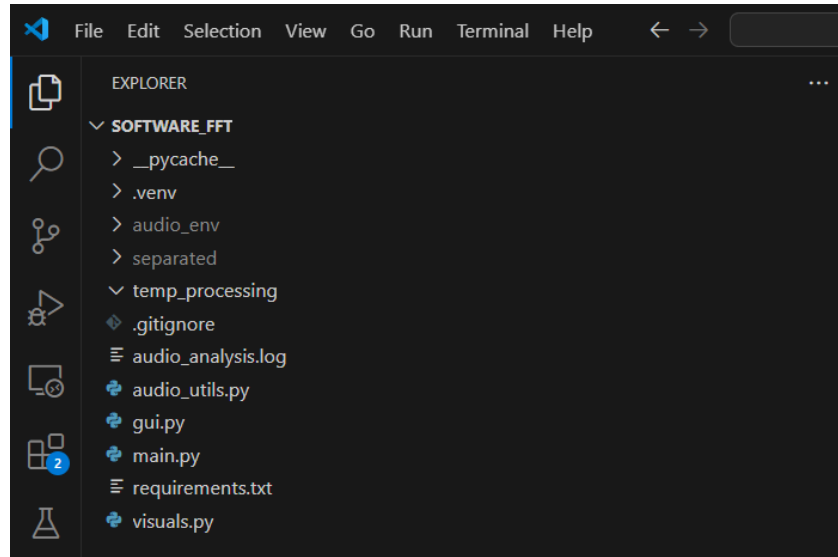 File Edit Selection View Go Run Terminal Help
EXPLORER
SOFTWARE_FFT
__pycache__
.venv
audio_env
separated
temp_processing
.gitignore
audio_analysis.log
audio_utils.py
gui.py
main.py
2
requirements.txt
visuals.py